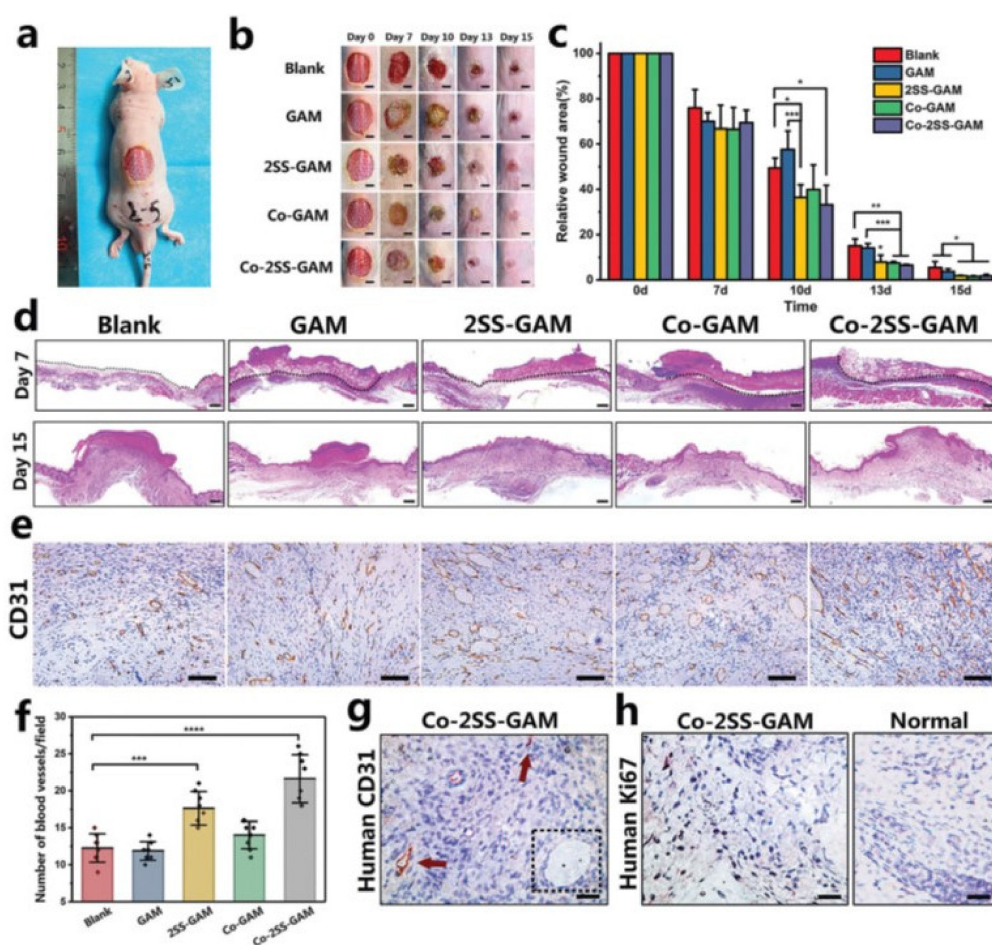 a
1-5
b
Day 0 Day 7 Day 10 Day 13 Day 15
Blank
GAM
2SS-GAM
Co-GAM
Co-2SS-GAM
c
Relative wound area(%)
100
80
60
40
20
0
0d 7d 10d 13d 15d
Time
Blank
GAM
2SS-GAM
Co-GAM
Co-2SS-GAM
*
*
***
**
***
*
*
d
Blank GAM 2SS-GAM Co-GAM Co-2SS-GAM
Day 7
Day 15
e
CD31
f
Number of blood vessels/field
30
25
20
15
10
5
****
***
Blank GAM 2SS-GAM Co-GAM Co-2SS-GAM
g
Co-2SS-GAM
Human CD31
h
Co-2SS-GAM Normal
Human Ki67